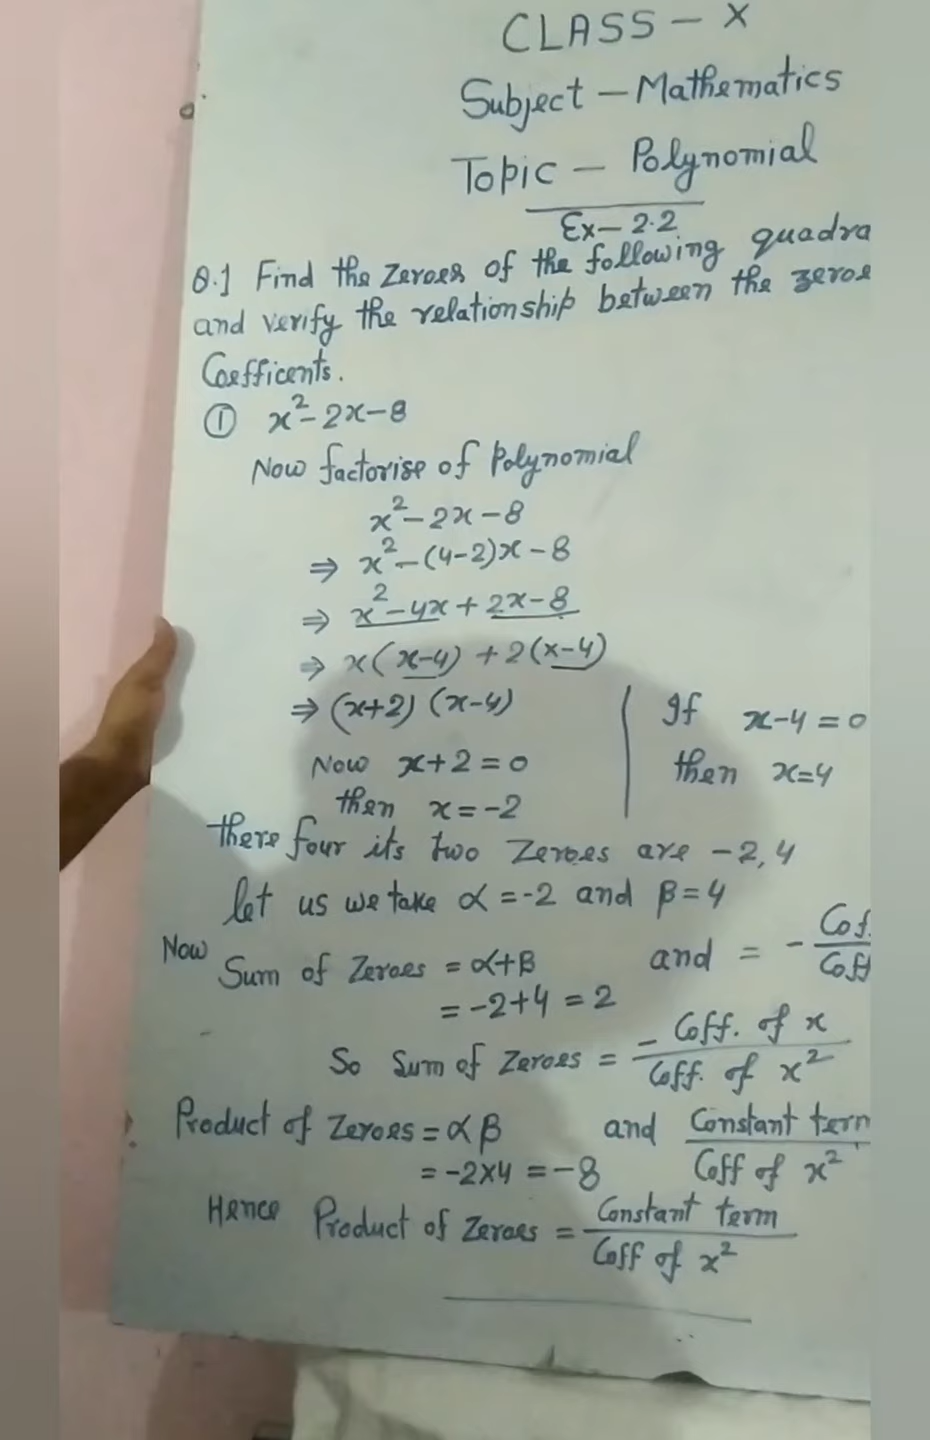 CLASS - X
Subject - Mathematics
Topic - Polynomial
Ex- 2.2
Q.1 Find the Zeroes of the following quadra
and verify the relationship between the zeroe
Coefficents.
① x² - 2x - 8
Now factorise of Polynomial
x² - 2x - 8
⇒ x² - (4-2)x - 8
⇒ x² - 4x + 2x - 8
⇒ x(x-4) + 2(x-4)
⇒ (x+2) (x-4)
Now x+2 = 0
then x = -2
If x-4 = 0
then x=4
there four its two Zeroes are -2, 4
let us we take α = -2 and β = 4
Now Sum of Zeroes = α+β and = - Cof. / Coff
= -2+4 = 2
So Sum of Zeroes = - Coff. of x / Coff. of x²
Product of Zeroes = αβ and Constant term / Coff of x²
= -2×4 = -8
Hence Product of Zeroes = Constant term / Coff of x²